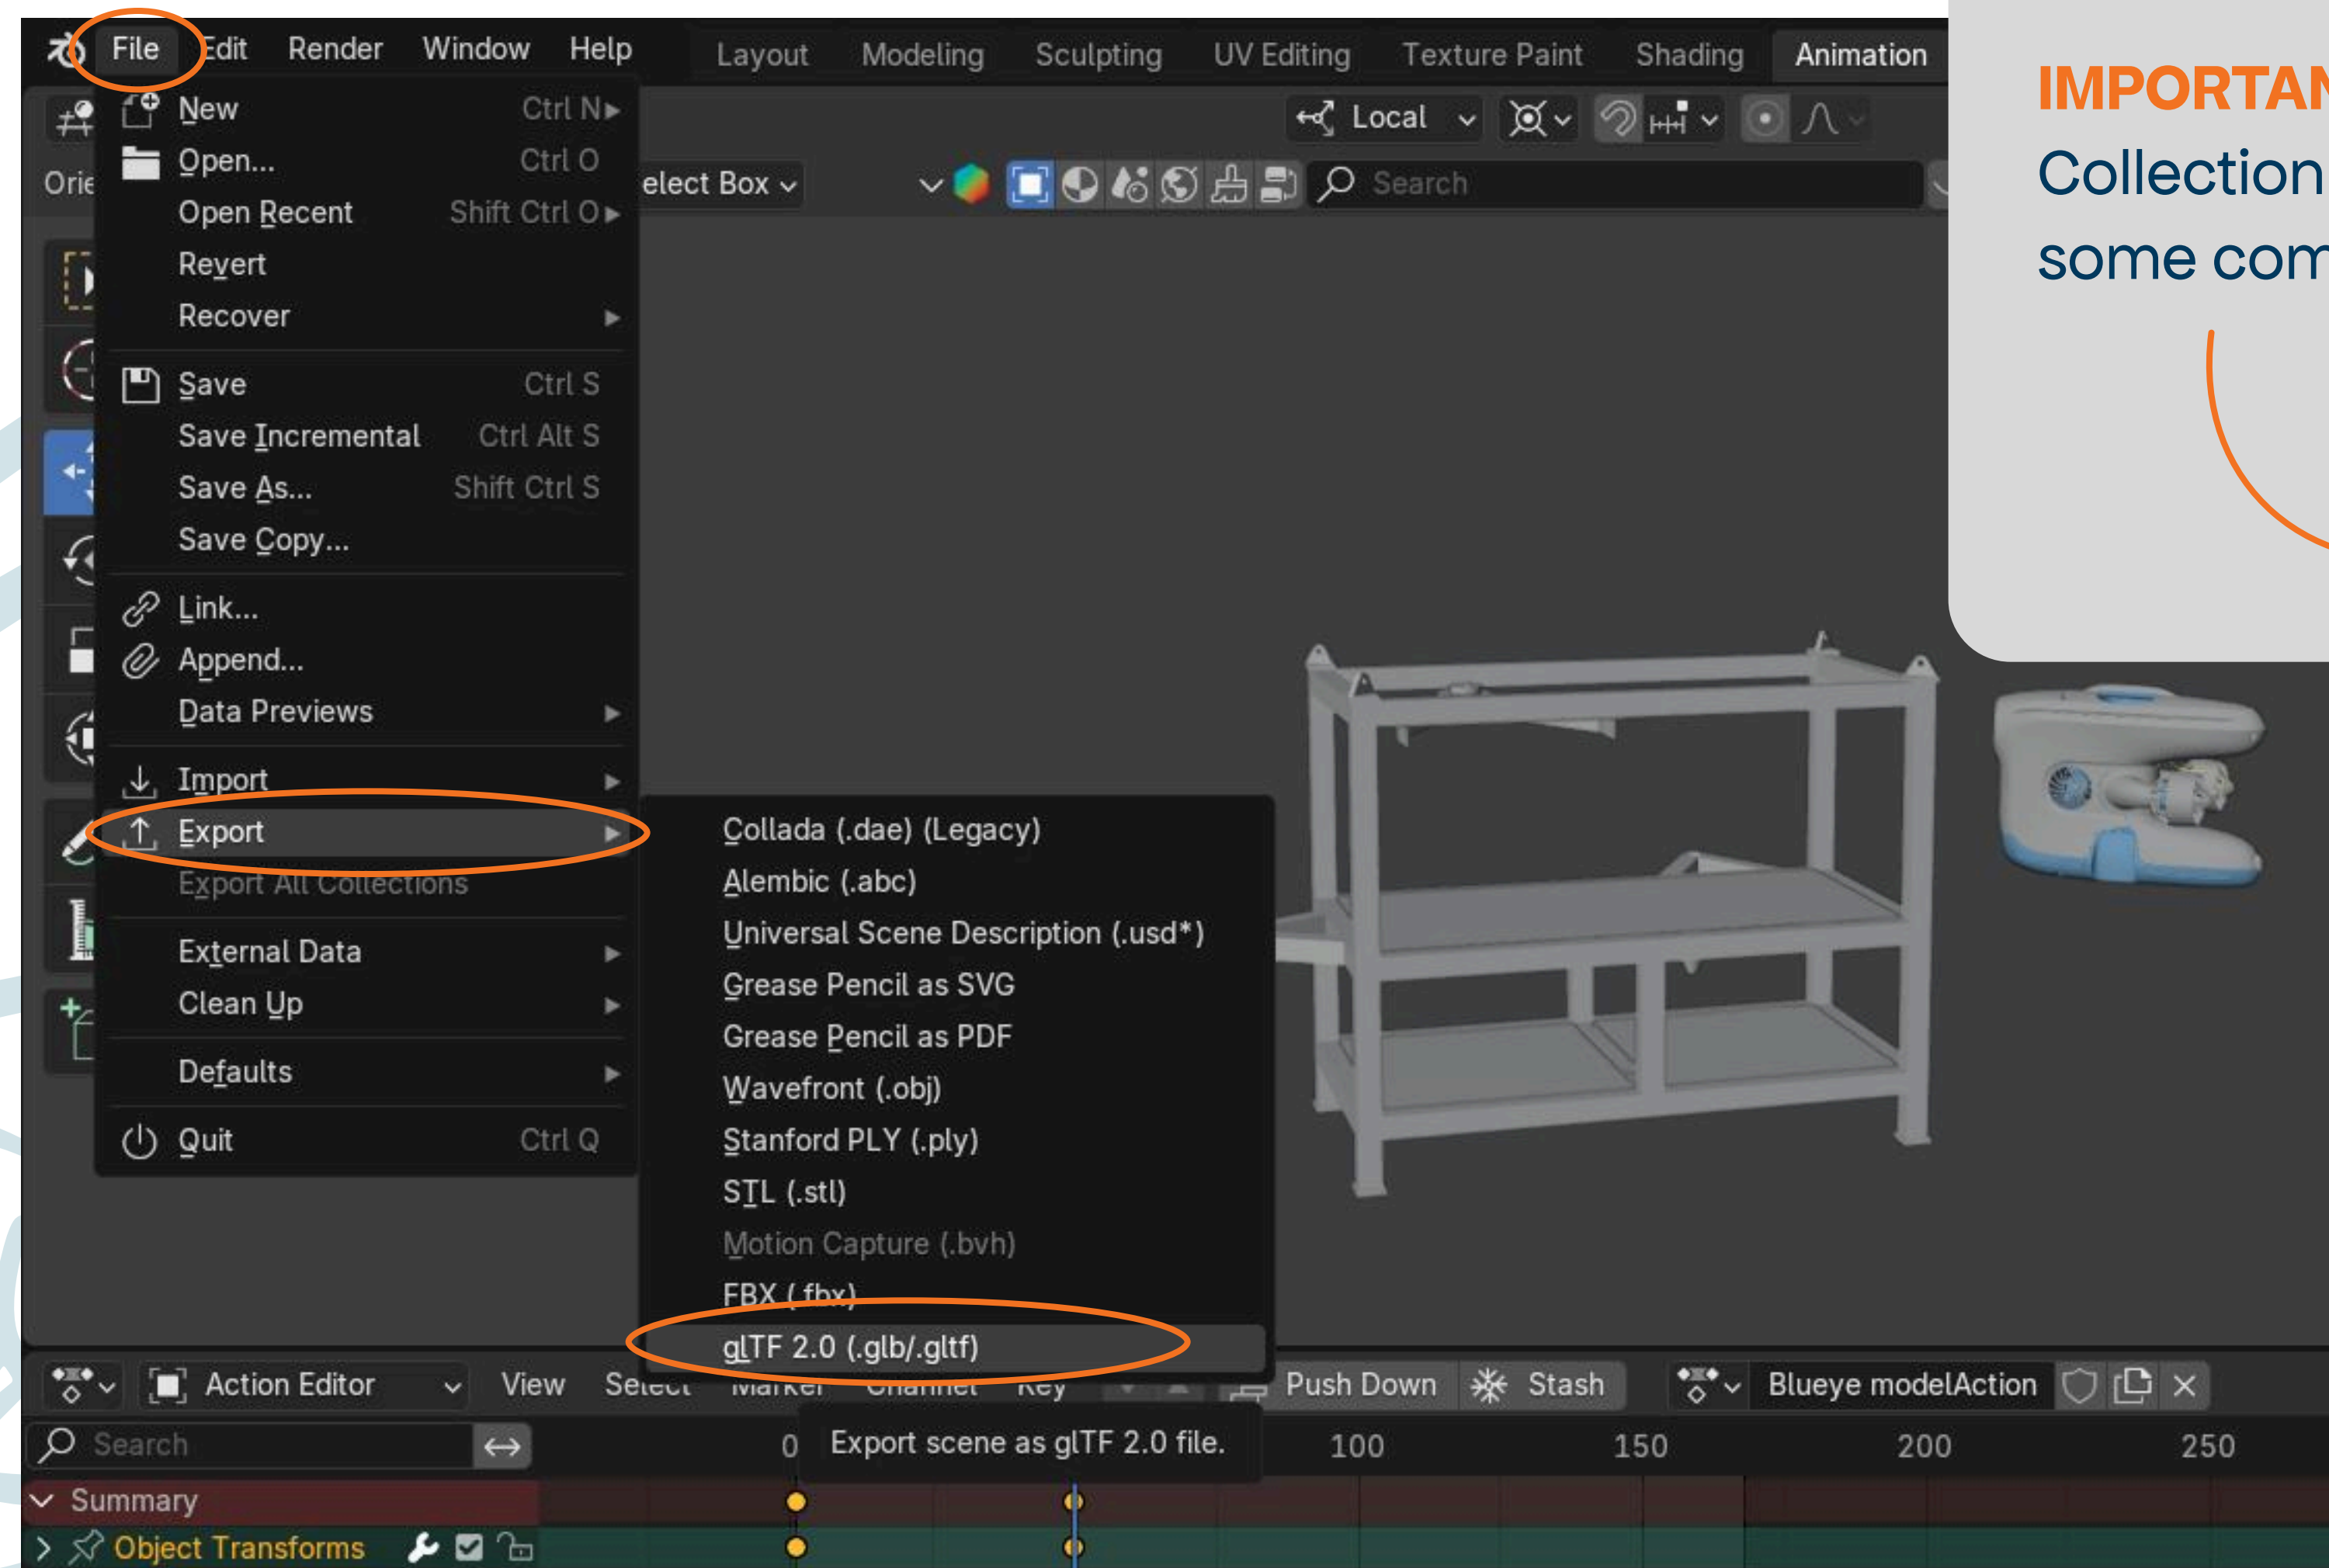 File Edit Render Window Help Layout Modeling Sculpting UV Editing Texture Paint Shading Animation
New Ctrl N
Local
Open... Ctrl O
elect Box
Search
Open Recent Shift Ctrl O
Revert
Recover
Save Ctrl S
Save Incremental Ctrl Alt S
Save As... Shift Ctrl S
Save Copy...
Link...
Append...
Data Previews
Import
Export
Export All Collections
External Data
Clean Up
Defaults
Quit Ctrl Q
Collada (.dae) (Legacy)
Alembic (.abc)
Universal Scene Description (.usd*)
Grease Pencil as SVG
Grease Pencil as PDF
Wavefront (.obj)
Stanford PLY (.ply)
STL (.stl)
Motion Capture (.bvh)
FBX (.fbx)
glTF 2.0 (.glb/.gltf)
Export scene as glTF 2.0 file.
IMPORTAN
Collection
some com
Action Editor View Select Marker Channel Key Push Down Stash Blueye modelAction
Search 0 100 150 200 250
Summary
Object Transforms